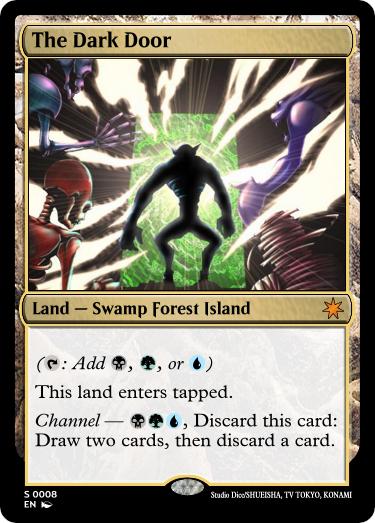 The Dark Door
Land — Swamp Forest Island
(: Add , , or )
This land enters tapped.
Channel — , Discard this card:
Draw two cards, then discard a card.
S 0008
EN
Studio Dice/SHUEISHA, TV TOKYO, KONAMI